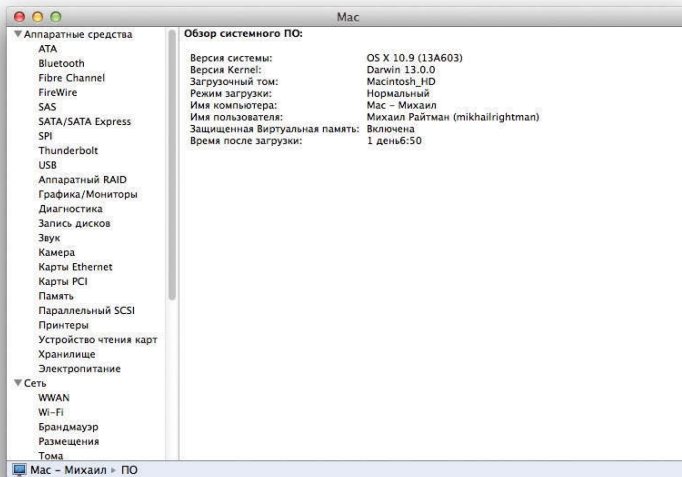 Mac
Аппаратные средства
ATA
Bluetooth
Fibre Channel
FireWire
SAS
SATA/SATA Express
SPI
Thunderbolt
USB
Аппаратный RAID
Графика/Мониторы
Диагностика
Запись дисков
Звук
Камера
Карты Ethernet
Карты PCI
Память
Параллельный SCSI
Принтеры
Устройство чтения карт
Хранилище
Электропитание
Сеть
WWAN
Wi-Fi
Брандмауэр
Размещения
Тома
Обзор системного ПО:
Версия системы: OS X 10.9 (13A603)
Версия Kernel: Darwin 13.0.0
Загрузочный том: Macintosh_HD
Режим загрузки: Нормальный
Имя компьютера: Mac – Михаил
Имя пользователя: Михаил Райтман (mikhailrightman)
Защищенная Виртуальная память: Включена
Время после загрузки: 1 день6:50
Mac – Михаил ▸ ПО